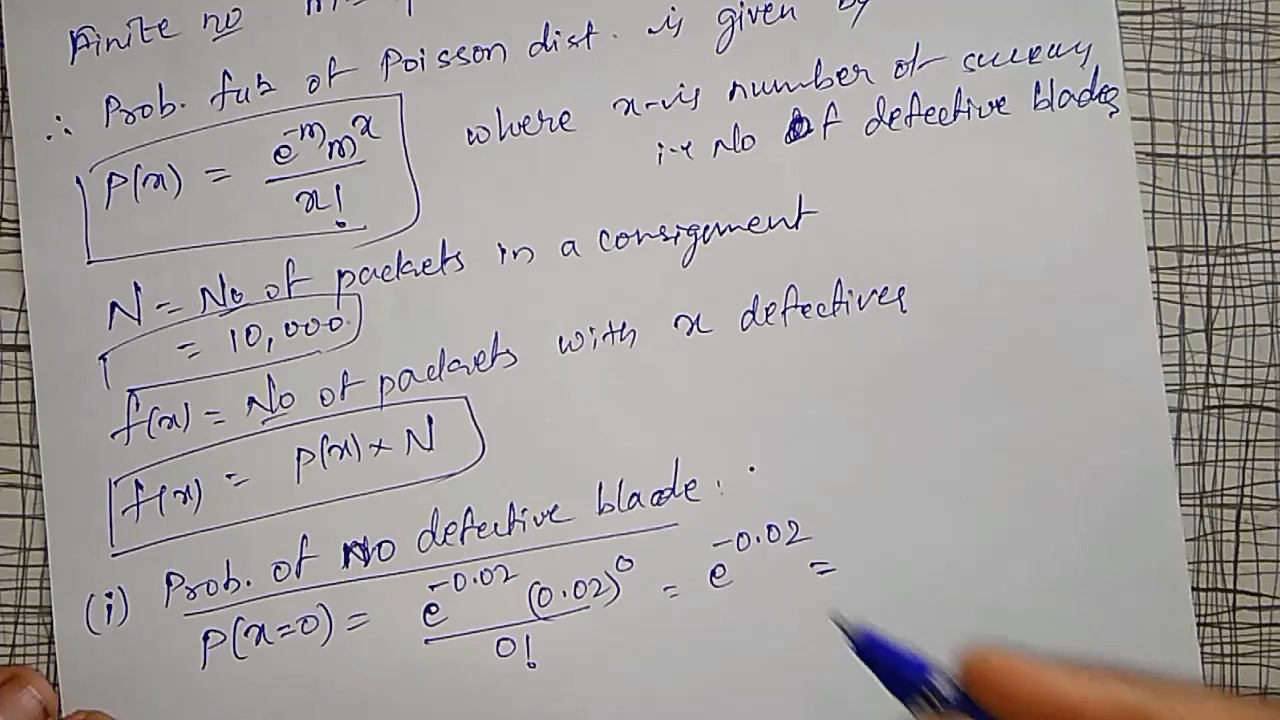 Finite no
∴ Prob. fun of Poisson dist. is given by
P(x) = e^-m m^x / x! where x-is number of success,
i.e No of defective blades
N = No of packets in a consignment
= 10,000.
f(x) = No of packets with x defectives
f(x) = P(x) × N
(i) Prob. of No defective blade.
P(x=0) = e^-0.02 (0.02)^0 / 0! = e^-0.02 =